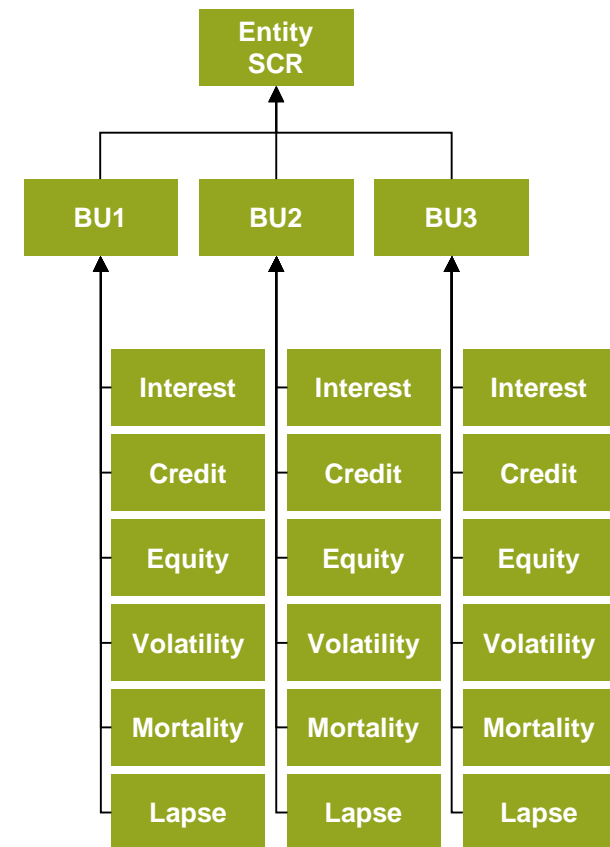 Entity
SCR
BU1
BU2
BU3
Interest
Interest
Interest
Credit
Credit
Credit
Equity
Equity
Equity
Volatility
Volatility
Volatility
Mortality
Mortality
Mortality
Lapse
Lapse
Lapse